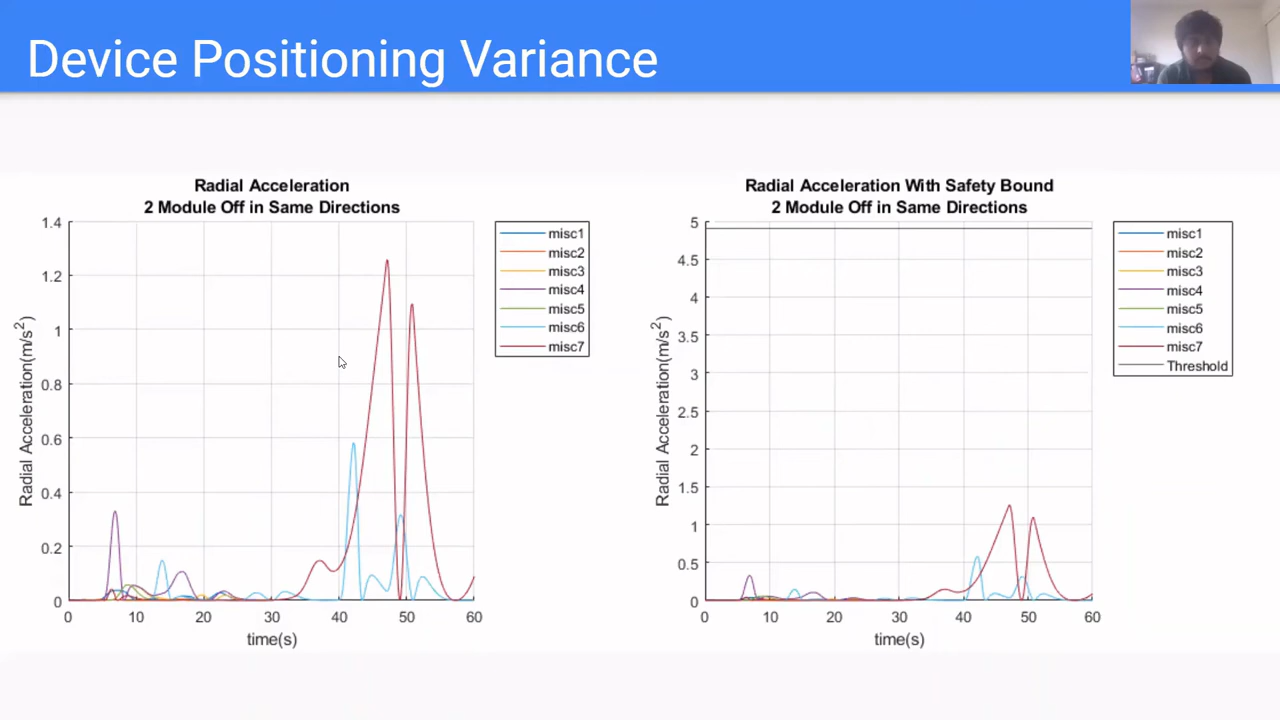 Device Positioning Variance
Radial Acceleration
2 Module Off in Same Directions
1.4
1.2
1
0.8
0.6
0.4
0.2
0
0
10
20
30
40
50
60
Radial Acceleration(m/s²)
time(s)
misc1
misc2
misc3
misc4
misc5
misc6
misc7
Radial Acceleration With Safety Bound
2 Module Off in Same Directions
5
4.5
4
3.5
3
2.5
2
1.5
1
0.5
0
0
10
20
30
40
50
60
Radial Acceleration(m/s²)
time(s)
misc1
misc2
misc3
misc4
misc5
misc6
misc7
Threshold